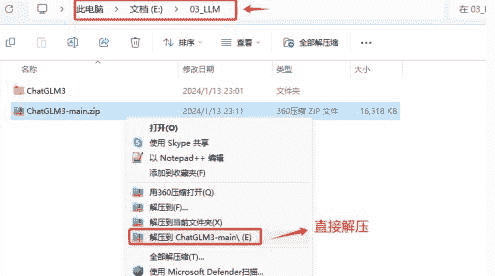 此电脑 > 文档 (E:) > 03_LLM
在 03_
排序 查看 全部解压缩 ...
名称 修改日期 类型 大小
ChatGLM3 2024/1/13 23:01 文件夹
ChatGLM3-main.zip 2024/1/13 23:11 360压缩 ZIP 文件 16,318 KB
打开(O)
使用 Skype 共享
以 Notepad++ 编辑
添加到收藏夹(F)
用360压缩打开(Q)
解压到(F)...
解压到当前文件夹(X)
解压到 ChatGLM3-main\ (E)
直接解压
全部解压缩(T)...
使用 Microsoft Defender扫描...